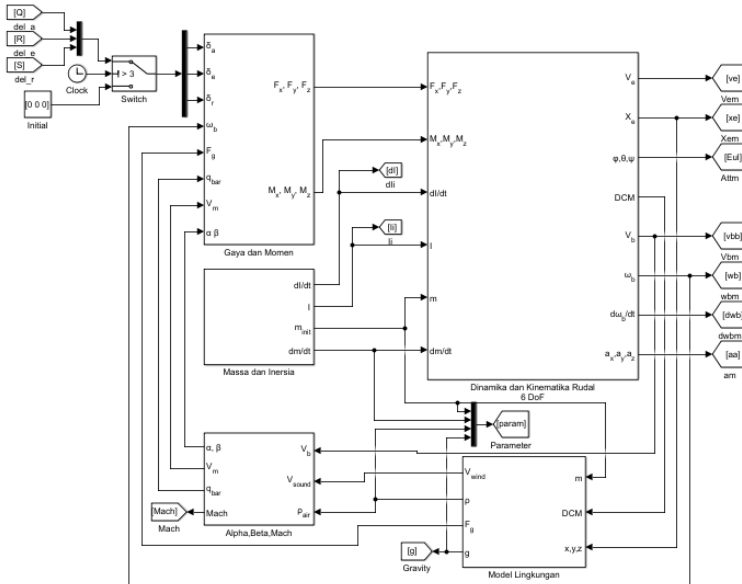 [Q]
del_a
[R]
del_e
[S]
del_r
Clock
[0 0 0]
Initial
> 3
Switch
δa
δe
δr
ωb
Fg
qbar
Vm
α β
Fx, Fy, Fz
Mx, My, Mz
Gaya dan Momen
[dI]
dIi
[Ii]
Ii
dI/dt
I
minit
dm/dt
Massa dan Inersia
Fx,Fy,Fz
Mx,My,Mz
dI/dt
I
m
dm/dt
Ve
Xe
φ,θ,ψ
DCM
Vb
ωb
dωb/dt
ax,ay,az
Dinamika dan Kinematika Rudal
6 DoF
[ve]
Vem
[xe]
Xem
[Eul]
Attm
[vbb]
Vbm
[wb]
wbm
[dwb]
dwbm
[aa]
am
[param]
Parameter
α, β
Vm
qbar
Mach
Vb
Vsound
ρair
Alpha,Beta,Mach
[Mach]
Mach
Vwind
ρ
Fg
g
m
DCM
x,y,z
Model Lingkungan
[g]
Gravity